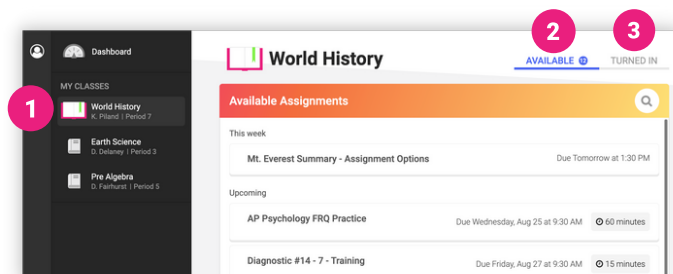 2
3
Dashboard
World History
AVAILABLE 12
TURNED IN
MY CLASSES
1
World History
K. Piland | Period 7
Earth Science
D. Delaney | Period 3
Pre Algebra
D. Fairhurst | Period 5
Available Assignments
This week
Mt. Everest Summary - Assignment Options
Due Tomorrow at 1:30 PM
Upcoming
AP Psychology FRQ Practice
Due Wednesday, Aug 25 at 9:30 AM
60 minutes
Diagnostic #14 - 7 - Training
Due Friday, Aug 27 at 9:30 AM
15 minutes